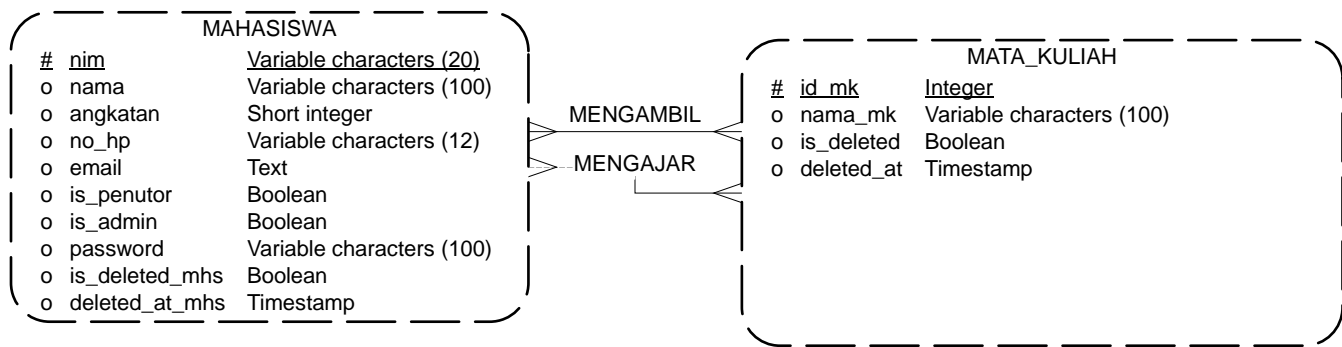 MAHASISWA
# nim Variable characters (20)
o nama Variable characters (100)
o angkatan Short integer
o no_hp Variable characters (12)
o email Text
o is_penutor Boolean
o is_admin Boolean
o password Variable characters (100)
o is_deleted_mhs Boolean
o deleted_at_mhs Timestamp
MENGAMBIL
MENGAJAR
MATA_KULIAH
# id_mk Integer
o nama_mk Variable characters (100)
o is_deleted Boolean
o deleted_at Timestamp